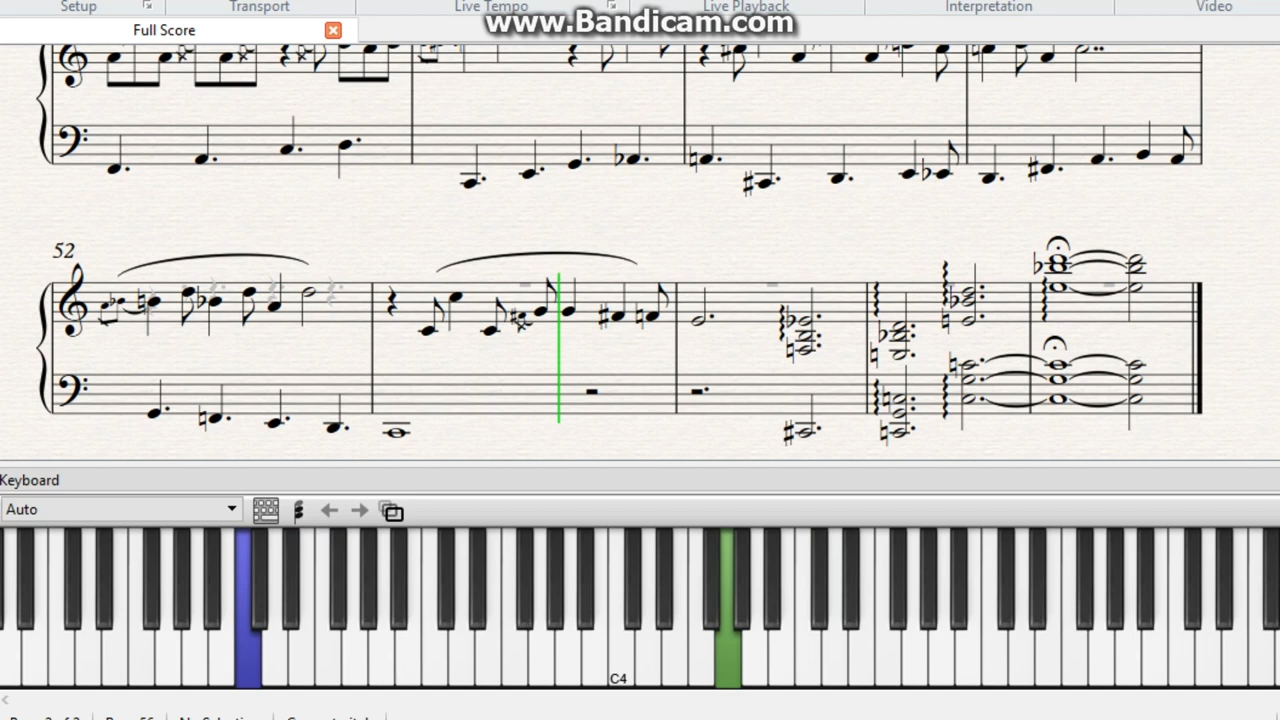 Setup Transport Live Tempo Live Playback Interpretation Video
www.Bandicam.com
Full Score
52
Keyboard
Auto
C4